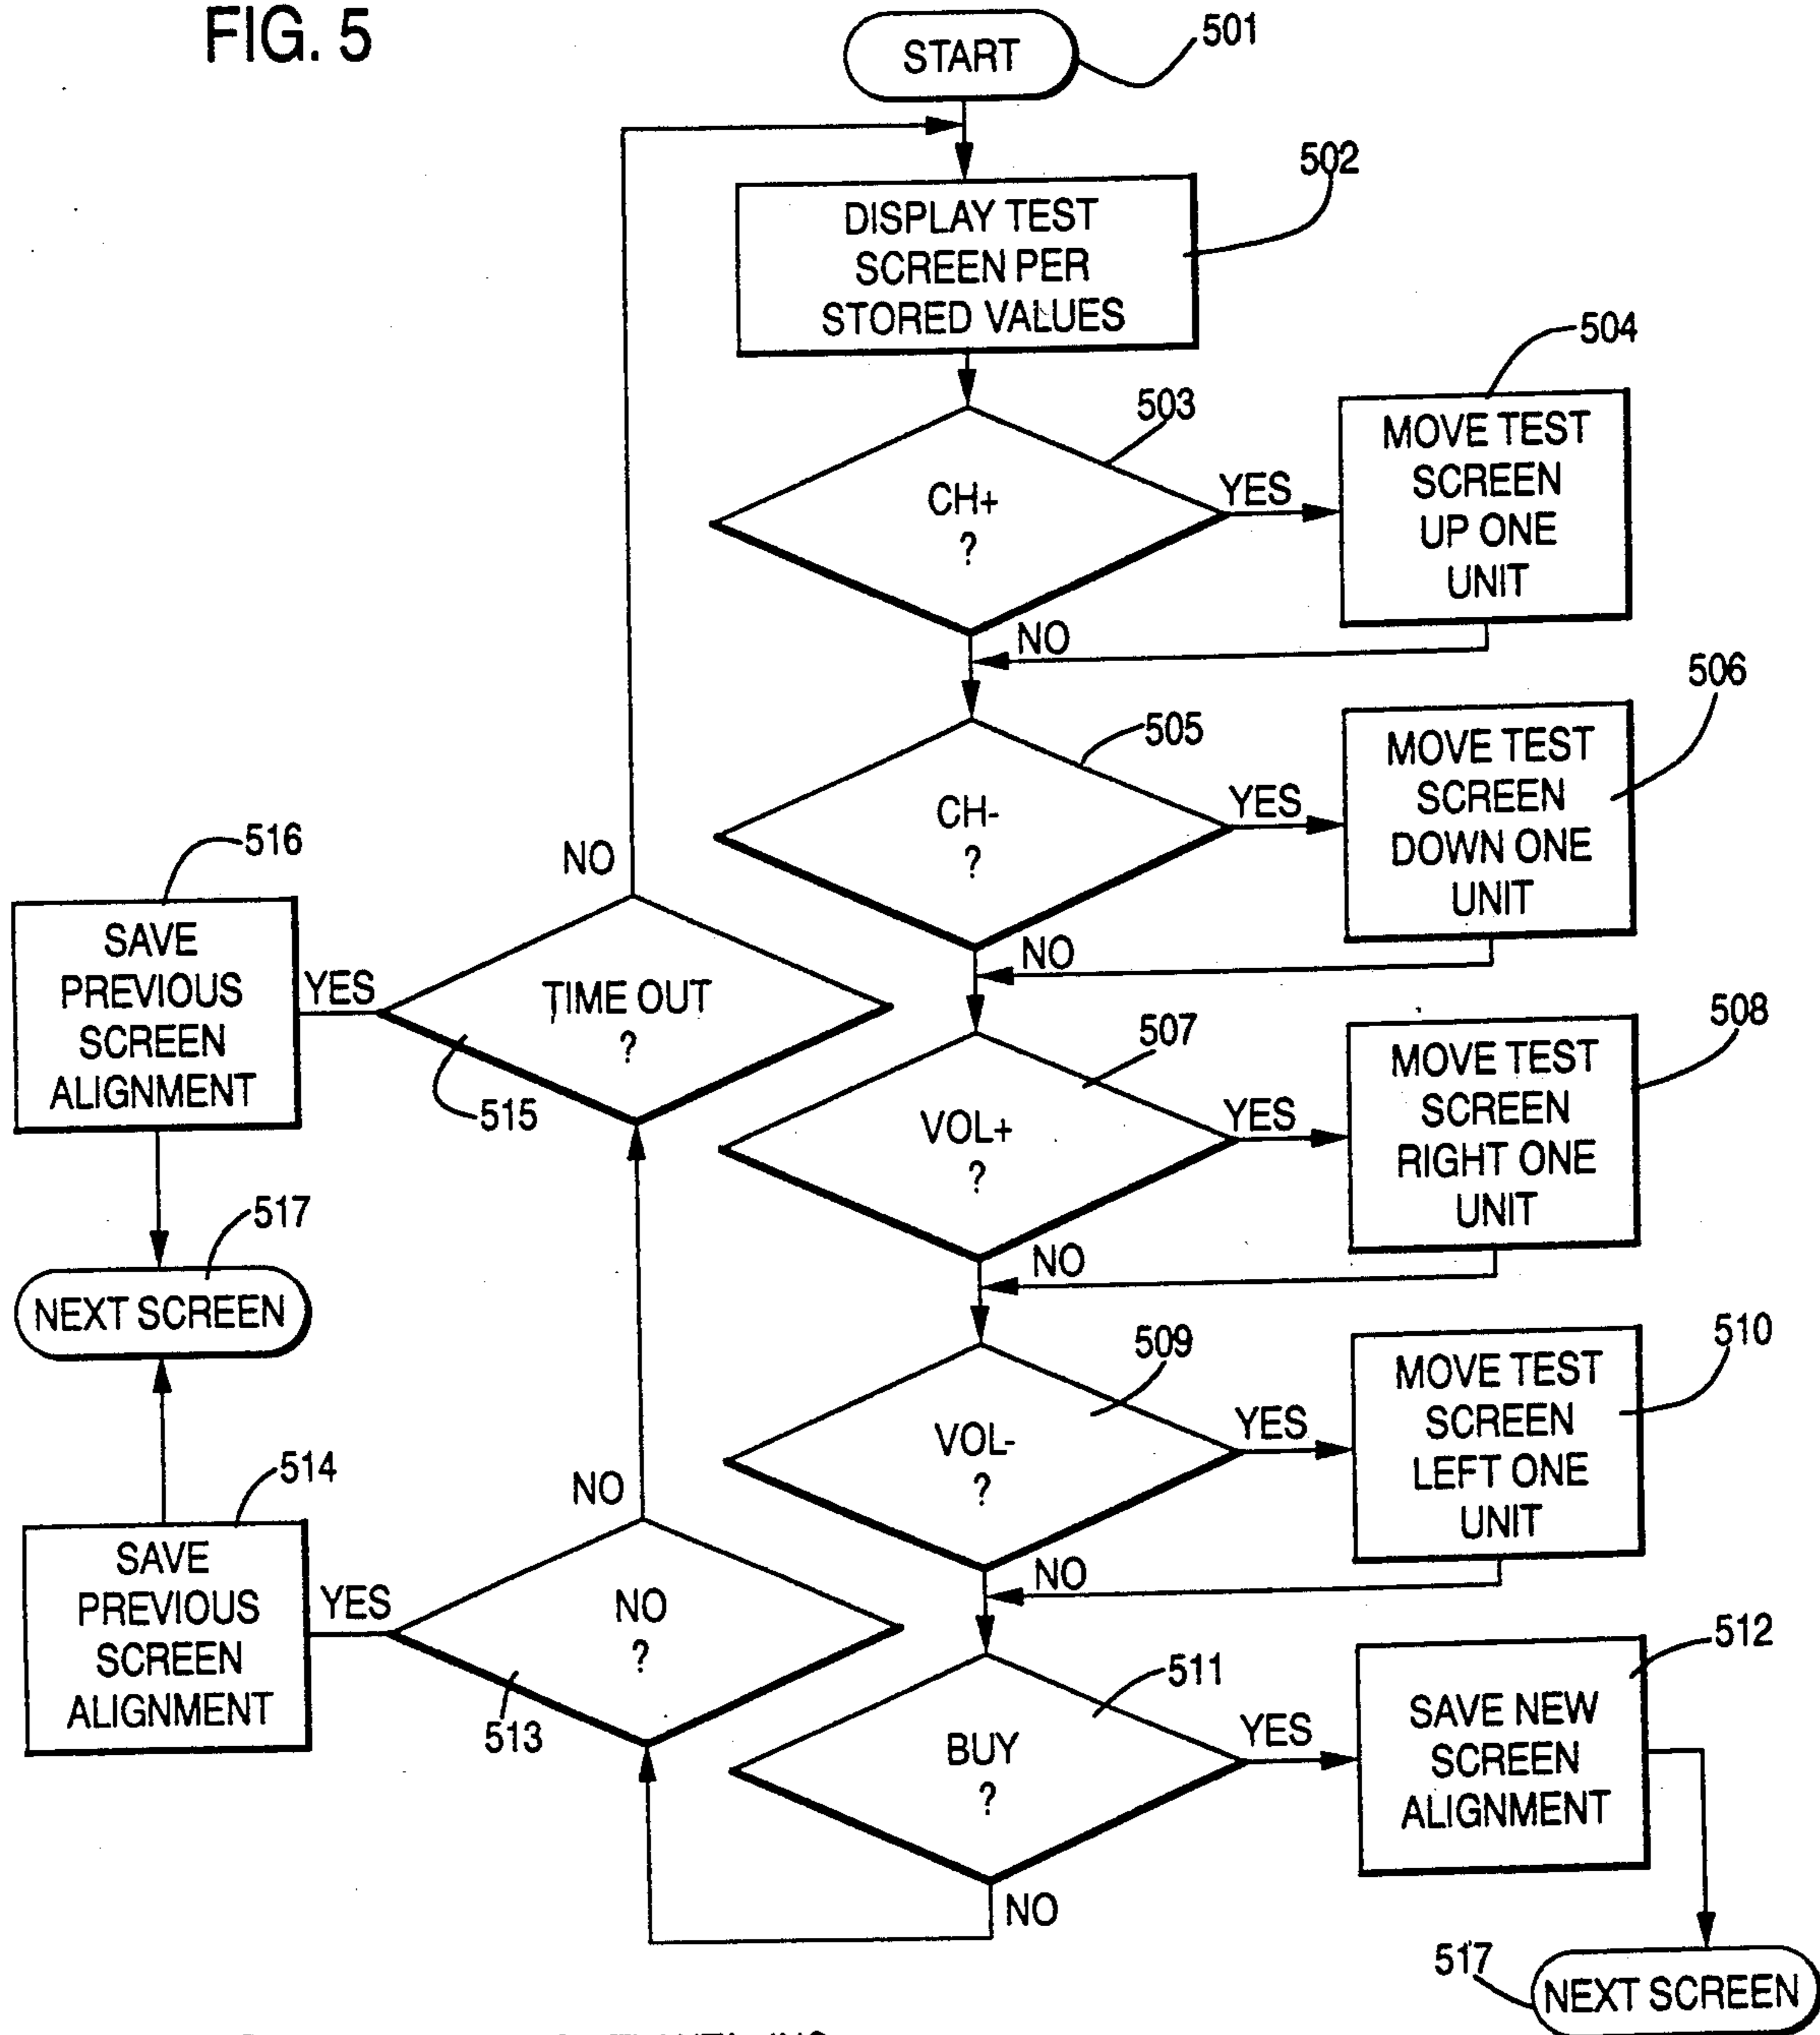 FIG. 5
START
501
502
DISPLAY TEST
SCREEN PER
STORED VALUES
503
CH+
?
YES
NO
504
MOVE TEST
SCREEN
UP ONE
UNIT
505
CH-
?
YES
NO
506
MOVE TEST
SCREEN
DOWN ONE
UNIT
507
VOL+
?
YES
NO
508
MOVE TEST
SCREEN
RIGHT ONE
UNIT
509
VOL-
?
YES
NO
510
MOVE TEST
SCREEN
LEFT ONE
UNIT
511
BUY
?
YES
NO
512
SAVE NEW
SCREEN
ALIGNMENT
517
NEXT SCREEN
NO
?
513
YES
NO
514
SAVE
PREVIOUS
SCREEN
ALIGNMENT
TIME OUT
?
515
YES
NO
516
SAVE
PREVIOUS
SCREEN
ALIGNMENT
517
NEXT SCREEN